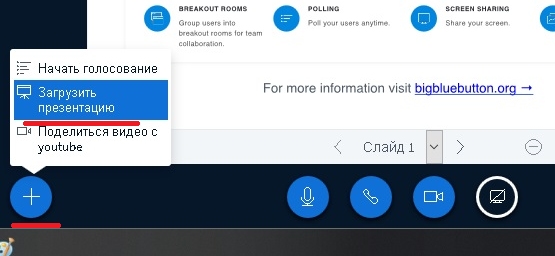 BREAKOUT ROOMS
Group users into
breakout rooms for team
collaboration.
POLLING
Poll your users anytime.
SCREEN SHARING
Share your screen.
For more information visit bigbluebutton.org →
Начать голосование
Загрузить
презентацию
Поделиться видео с
youtube
Слайд 1